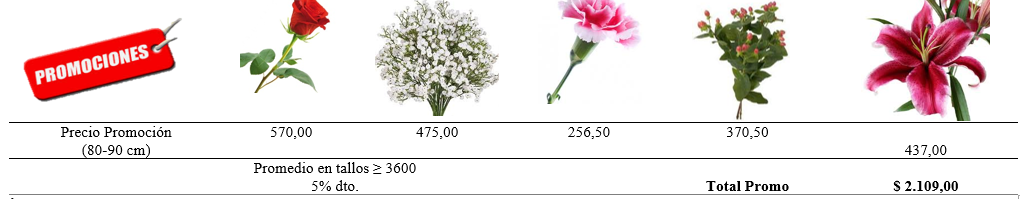 PROMOCIONES
Precio Promoción 570,00 475,00 256,50 370,50
(80-90 cm) 437,00
Promedio en tallos ≥ 3600
5% dto. Total Promo $ 2.109,00